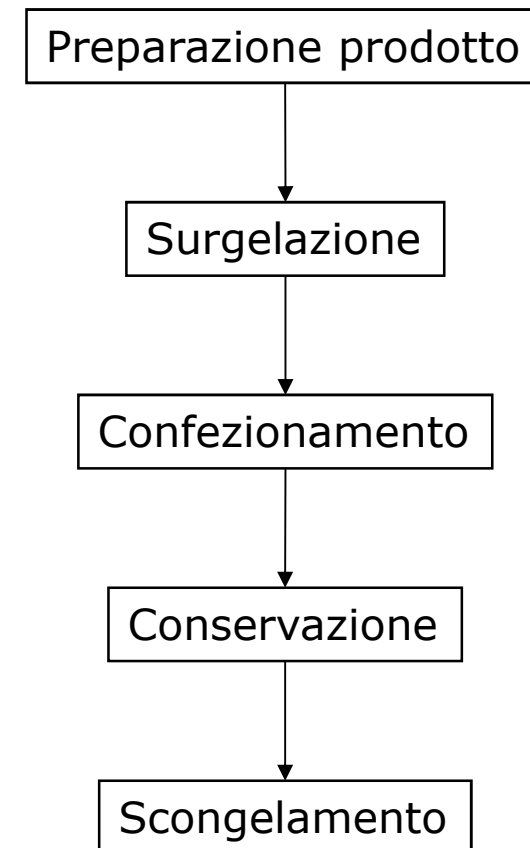 Preparazione prodotto
Surgelazione
Confezionamento
Conservazione
Scongelamento